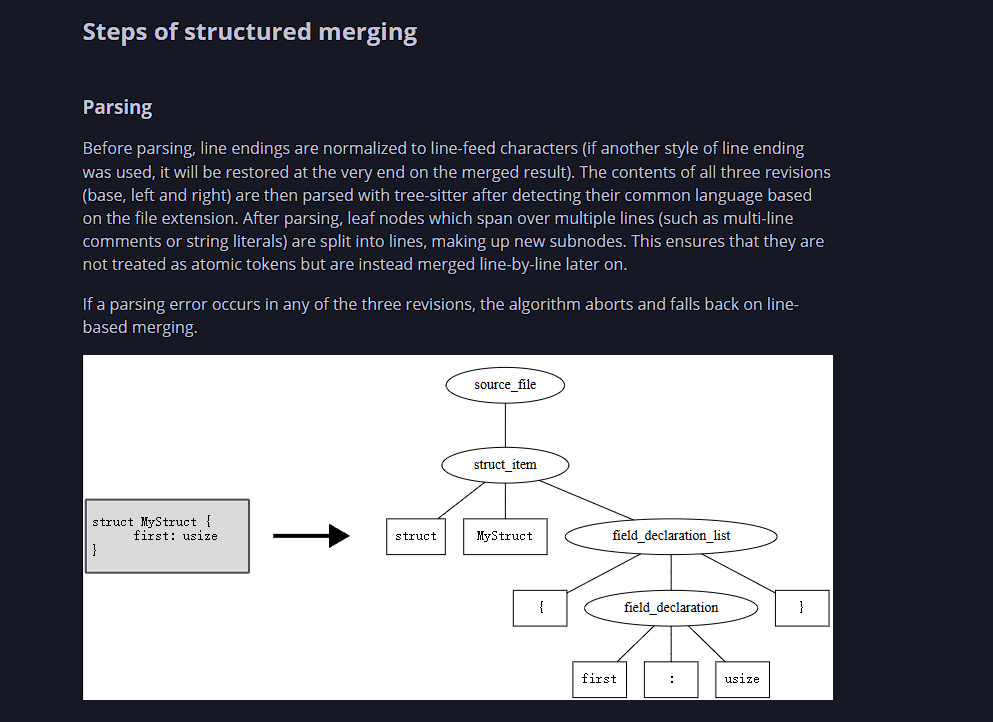 Steps of structured merging
Parsing
Before parsing, line endings are normalized to line-feed characters (if another style of line ending
was used, it will be restored at the very end on the merged result). The contents of all three revisions
(base, left and right) are then parsed with tree-sitter after detecting their common language based
on the file extension. After parsing, leaf nodes which span over multiple lines (such as multi-line
comments or string literals) are split into lines, making up new subnodes. This ensures that they are
not treated as atomic tokens but are instead merged line-by-line later on.
If a parsing error occurs in any of the three revisions, the algorithm aborts and falls back on line-
based merging.
struct MyStruct {
first: usize
}
source_file
struct_item
struct MyStruct field_declaration_list
{ field_declaration }
first : usize